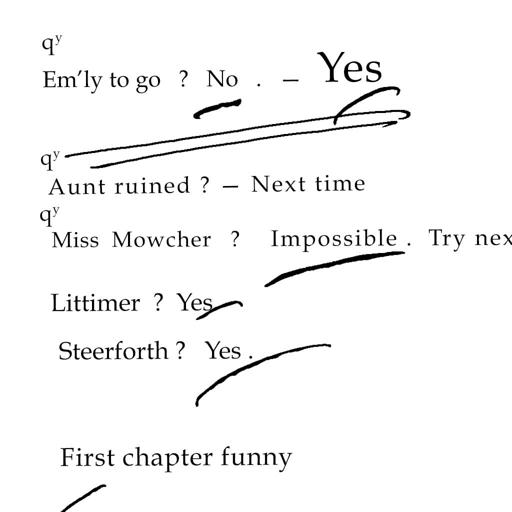 qy
Em'ly to go ? No . — Yes
qy
Aunt ruined ? — Next time
qy
Miss Mowcher ? Impossible . Try nex
Littimer ? Yes
Steerforth ? Yes .
First chapter funny